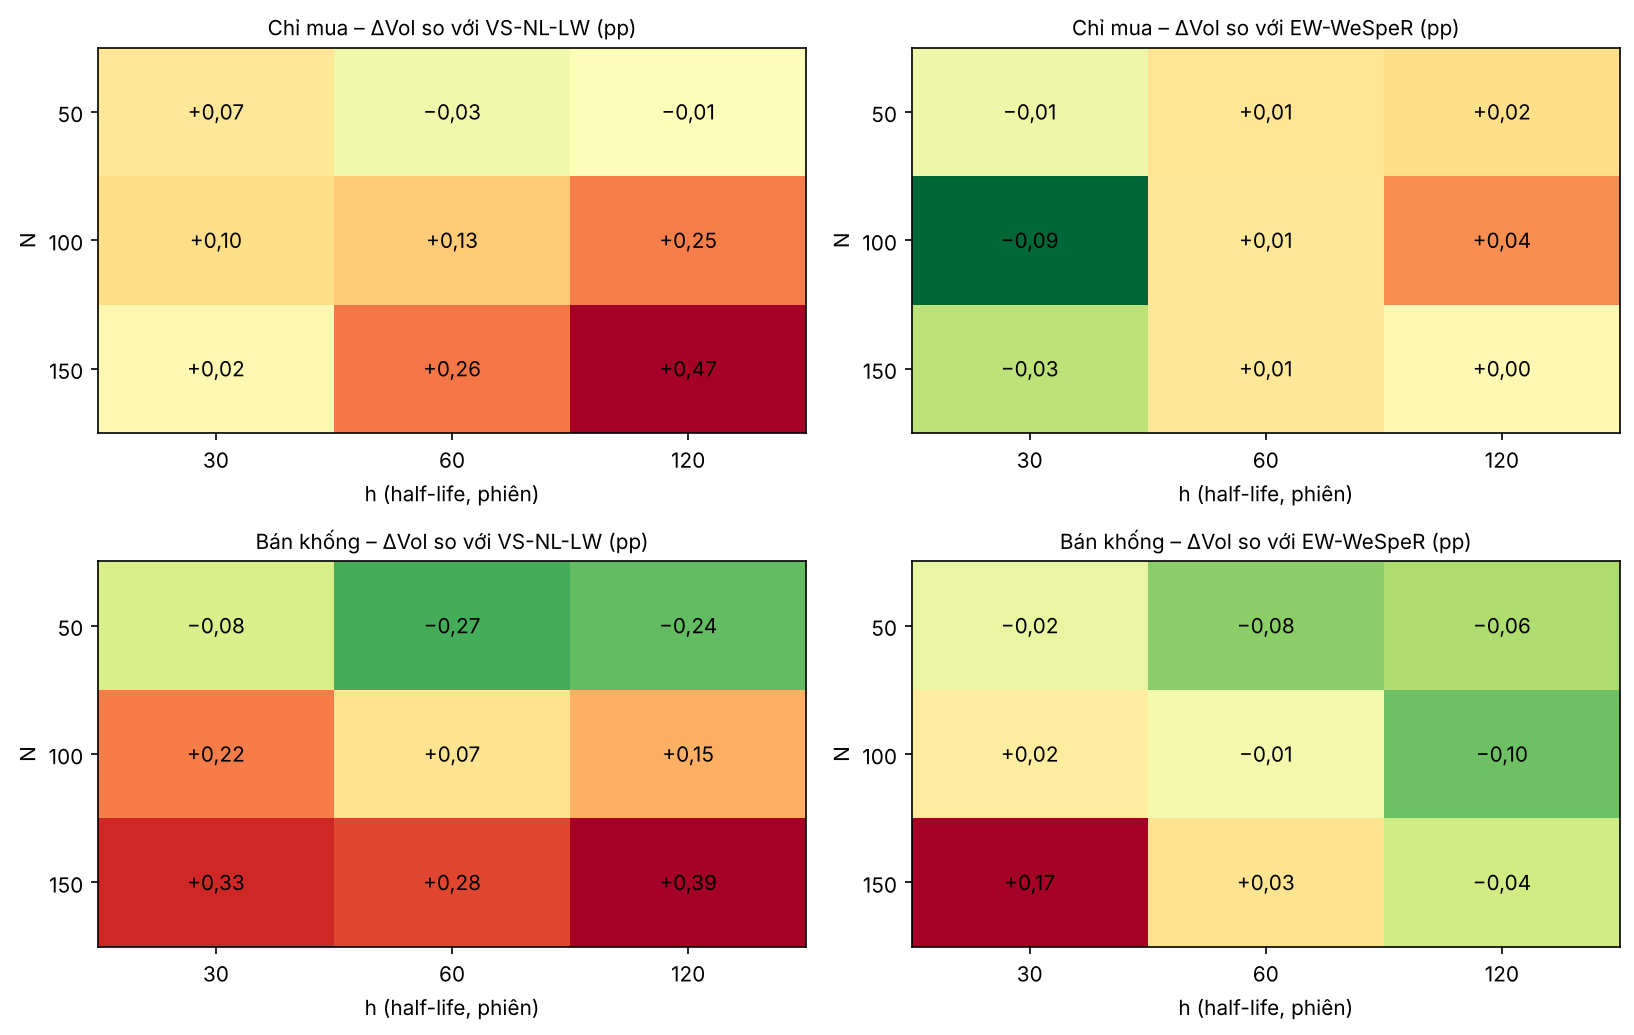 Chỉ mua – ΔVol so với VS-NL-LW (pp)
N
50 +0,07 −0,03 −0,01
100 +0,10 +0,13 +0,25
150 +0,02 +0,26 +0,47
30 60 120
h (half-life, phiên)
Chỉ mua – ΔVol so với EW-WeSpeR (pp)
N
50 −0,01 +0,01 +0,02
100 −0,09 +0,01 +0,04
150 −0,03 +0,01 +0,00
30 60 120
h (half-life, phiên)
Bán khống – ΔVol so với VS-NL-LW (pp)
N
50 −0,08 −0,27 −0,24
100 +0,22 +0,07 +0,15
150 +0,33 +0,28 +0,39
30 60 120
h (half-life, phiên)
Bán khống – ΔVol so với EW-WeSpeR (pp)
N
50 −0,02 −0,08 −0,06
100 +0,02 −0,01 −0,10
150 +0,17 +0,03 −0,04
30 60 120
h (half-life, phiên)